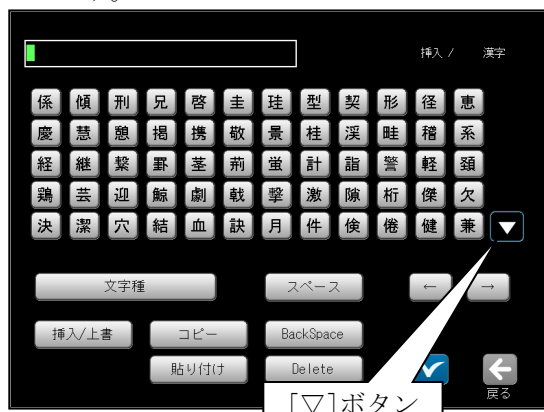 挿入 / 漢字
係 傾 刑 兄 啓 圭 珪 型 契 形 径 恵
慶 慧 憩 掲 携 敬 景 桂 渓 畦 稽 系
経 継 繋 罫 茎 荊 蛍 計 詣 警 軽 頚
鶏 芸 迎 鯨 劇 戟 撃 激 隙 桁 傑 欠
決 潔 穴 結 血 訣 月 件 倹 倦 健 兼 ▼
文字種 スペース ← →
挿入/上書 コピー BackSpace
貼り付け Delete 戻る
[▽]ボタン